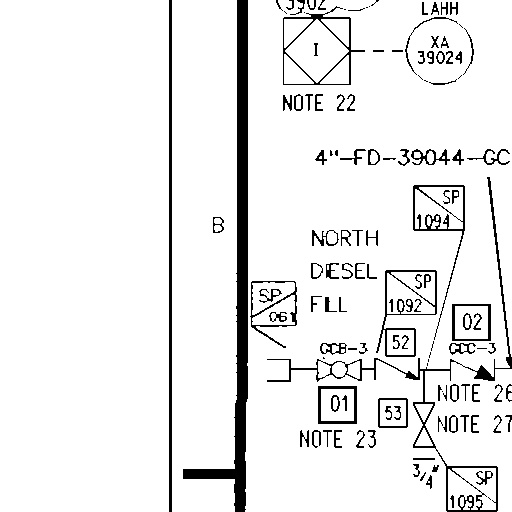 3902
LAHH
I
XA
39024
NOTE 22
4"-FD-39044-GC
SP
1094
B
NORTH
DIESEL
FILL
SP
1092
SP
061
02
52
GCB-3
GCC-3
01
53
NOTE 26
NOTE 27
NOTE 23
3/4"
SP
1095